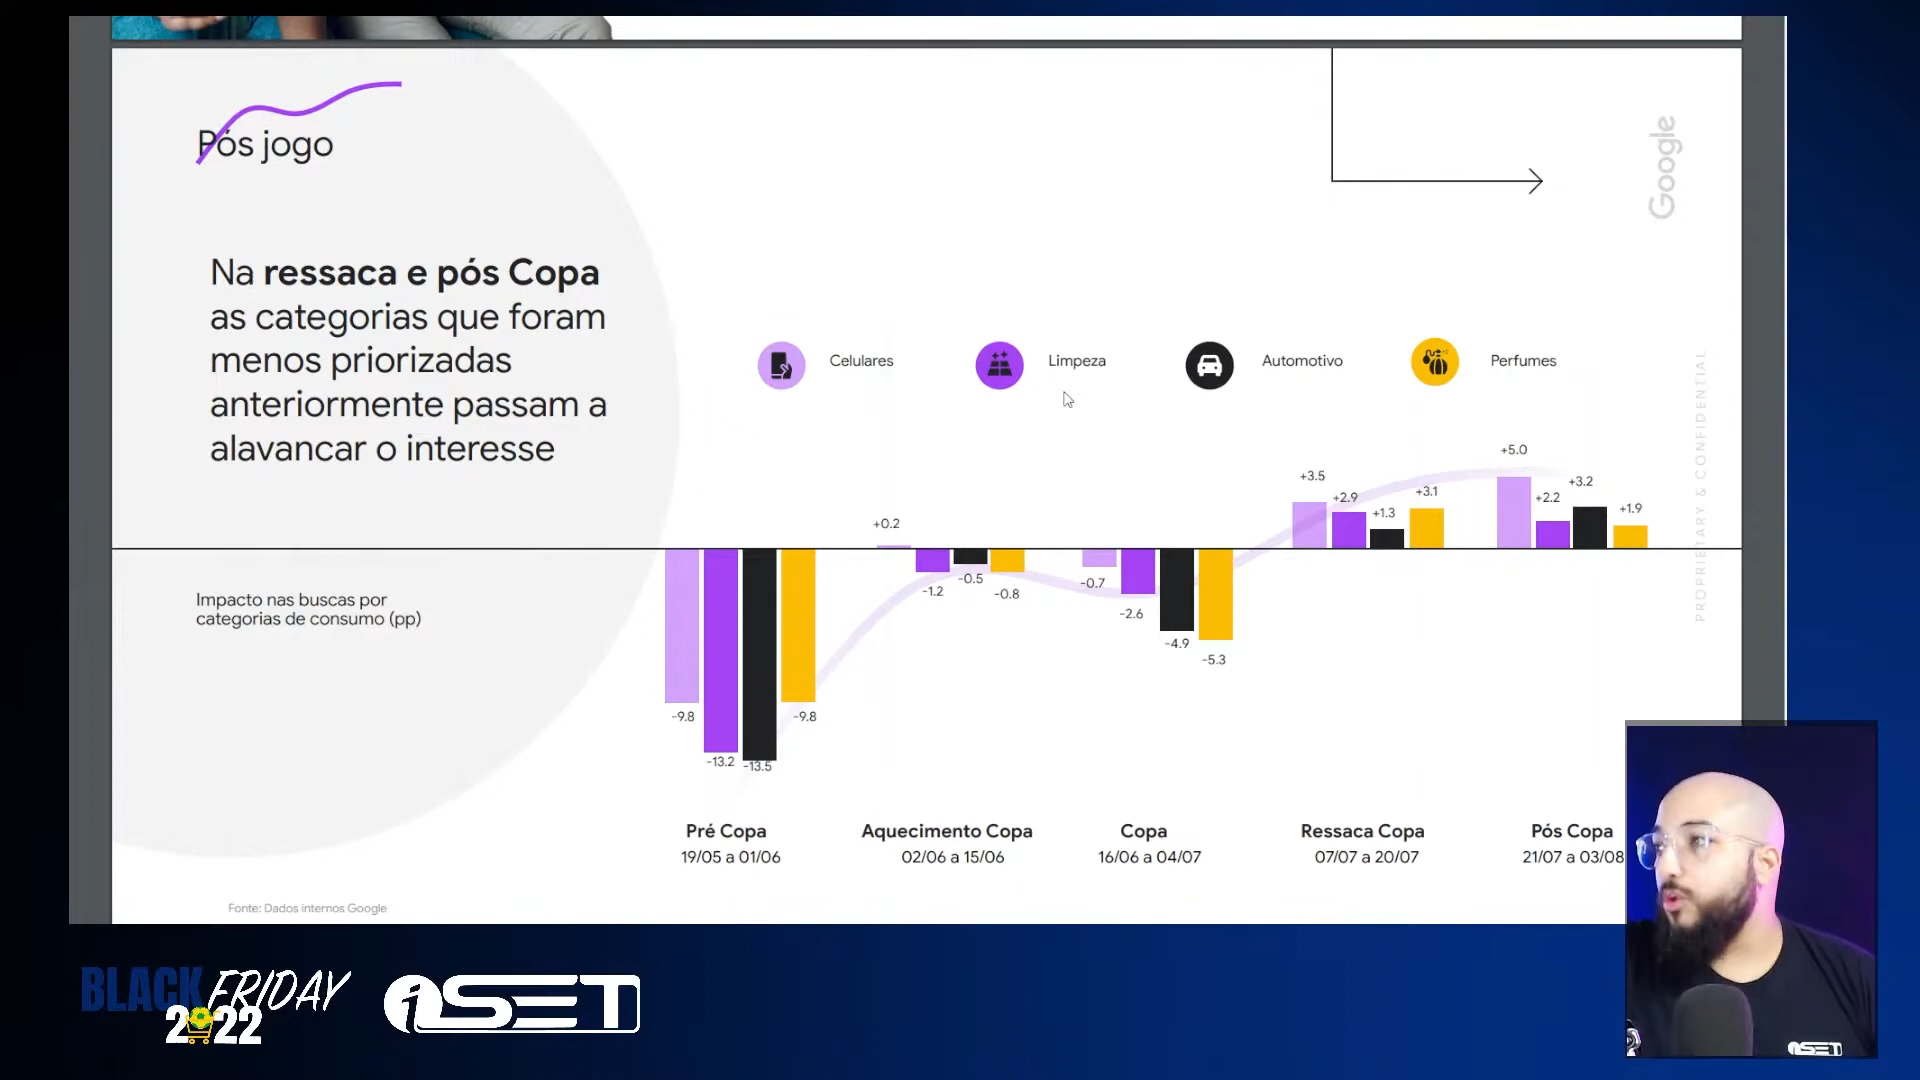 Pós jogo
Google
Na ressaca e pós Copa
as categorias que foram
menos priorizadas
anteriormente passam a
alavancar o interesse
Celulares
Limpeza
Automotivo
Perfumes
PROPRIETARY & CONFIDENTIAL
+0.2
+3.5
+2.9
+1.3
+3.1
+5.0
+2.2
+3.2
+1.9
Impacto nas buscas por
categorias de consumo (pp)
-9.8
-13.2
-13.5
-9.8
-1.2
-0.5
-0.8
-0.7
-2.6
-4.9
-5.3
Pré Copa
19/05 a 01/06
Aquecimento Copa
02/06 a 15/06
Copa
16/06 a 04/07
Ressaca Copa
07/07 a 20/07
Pós Copa
21/07 a 03/08
Fonte: Dados internos Google
BLACK FRIDAY
2022
iSET
iSET